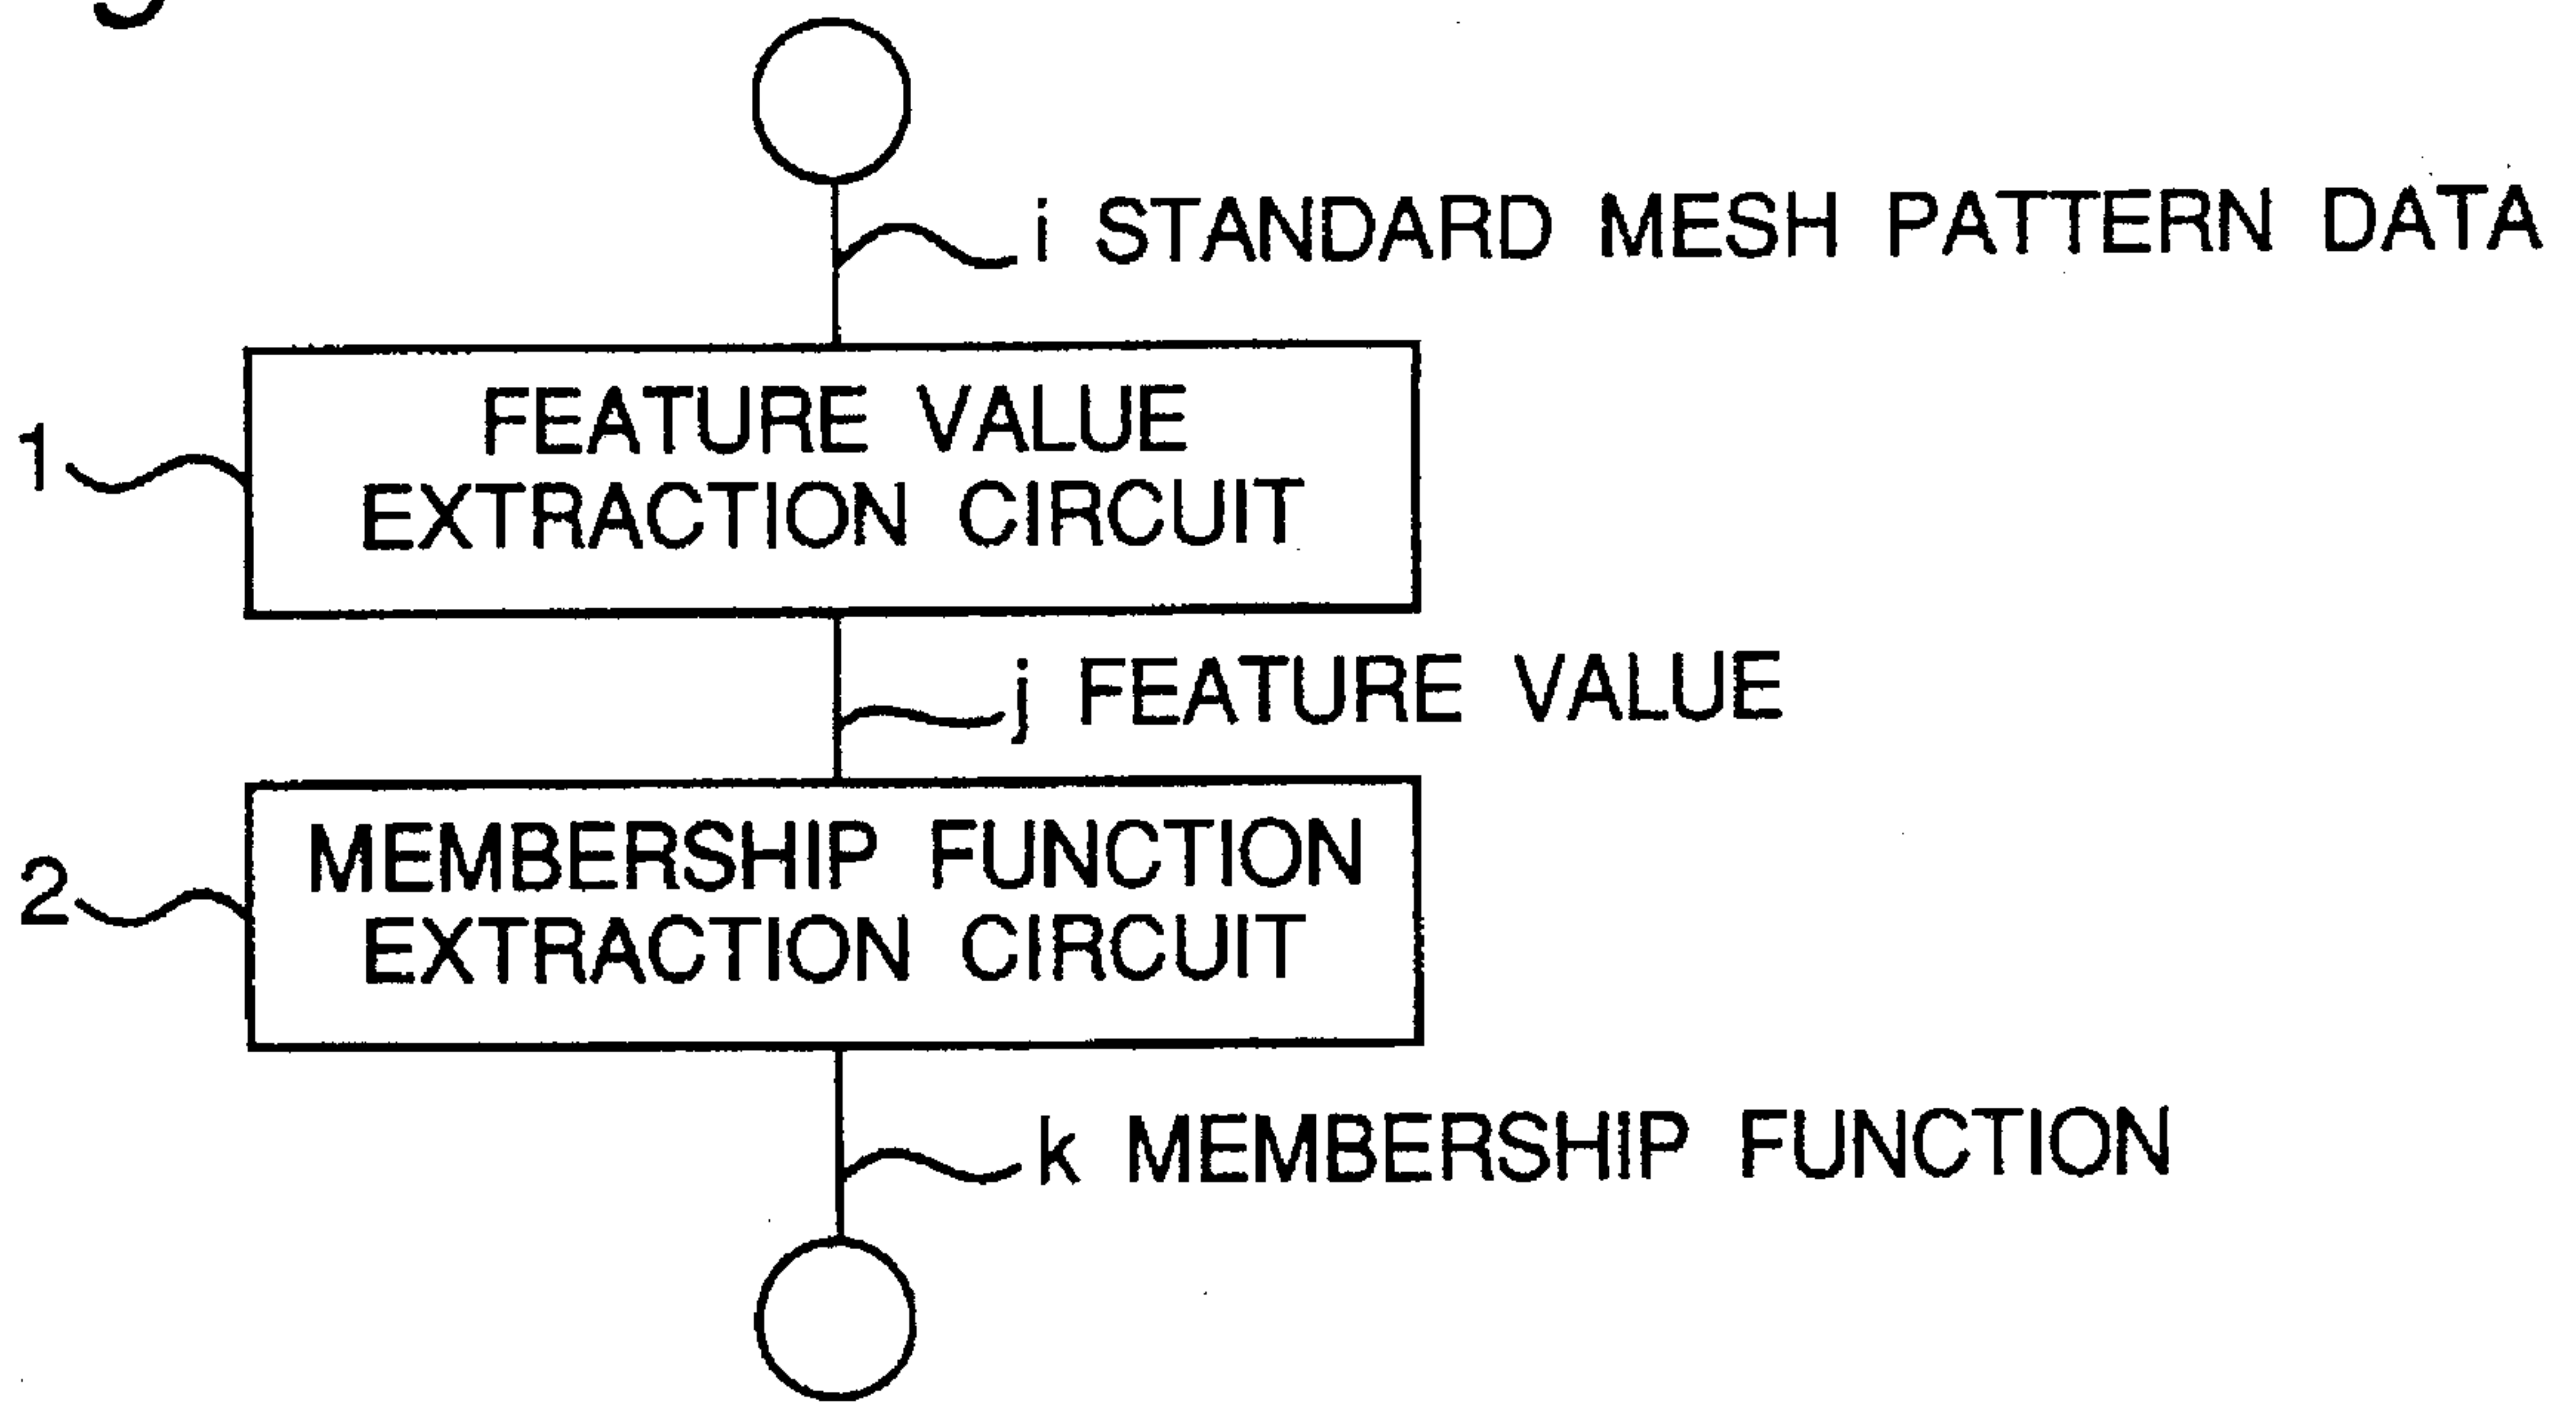 i STANDARD MESH PATTERN DATA
1
FEATURE VALUE
EXTRACTION CIRCUIT
j FEATURE VALUE
2
MEMBERSHIP FUNCTION
EXTRACTION CIRCUIT
k MEMBERSHIP FUNCTION